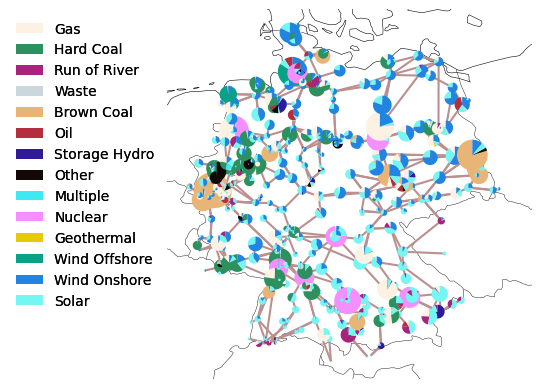 Gas
Hard Coal
Run of River
Waste
Brown Coal
Oil
Storage Hydro
Other
Multiple
Nuclear
Geothermal
Wind Offshore
Wind Onshore
Solar